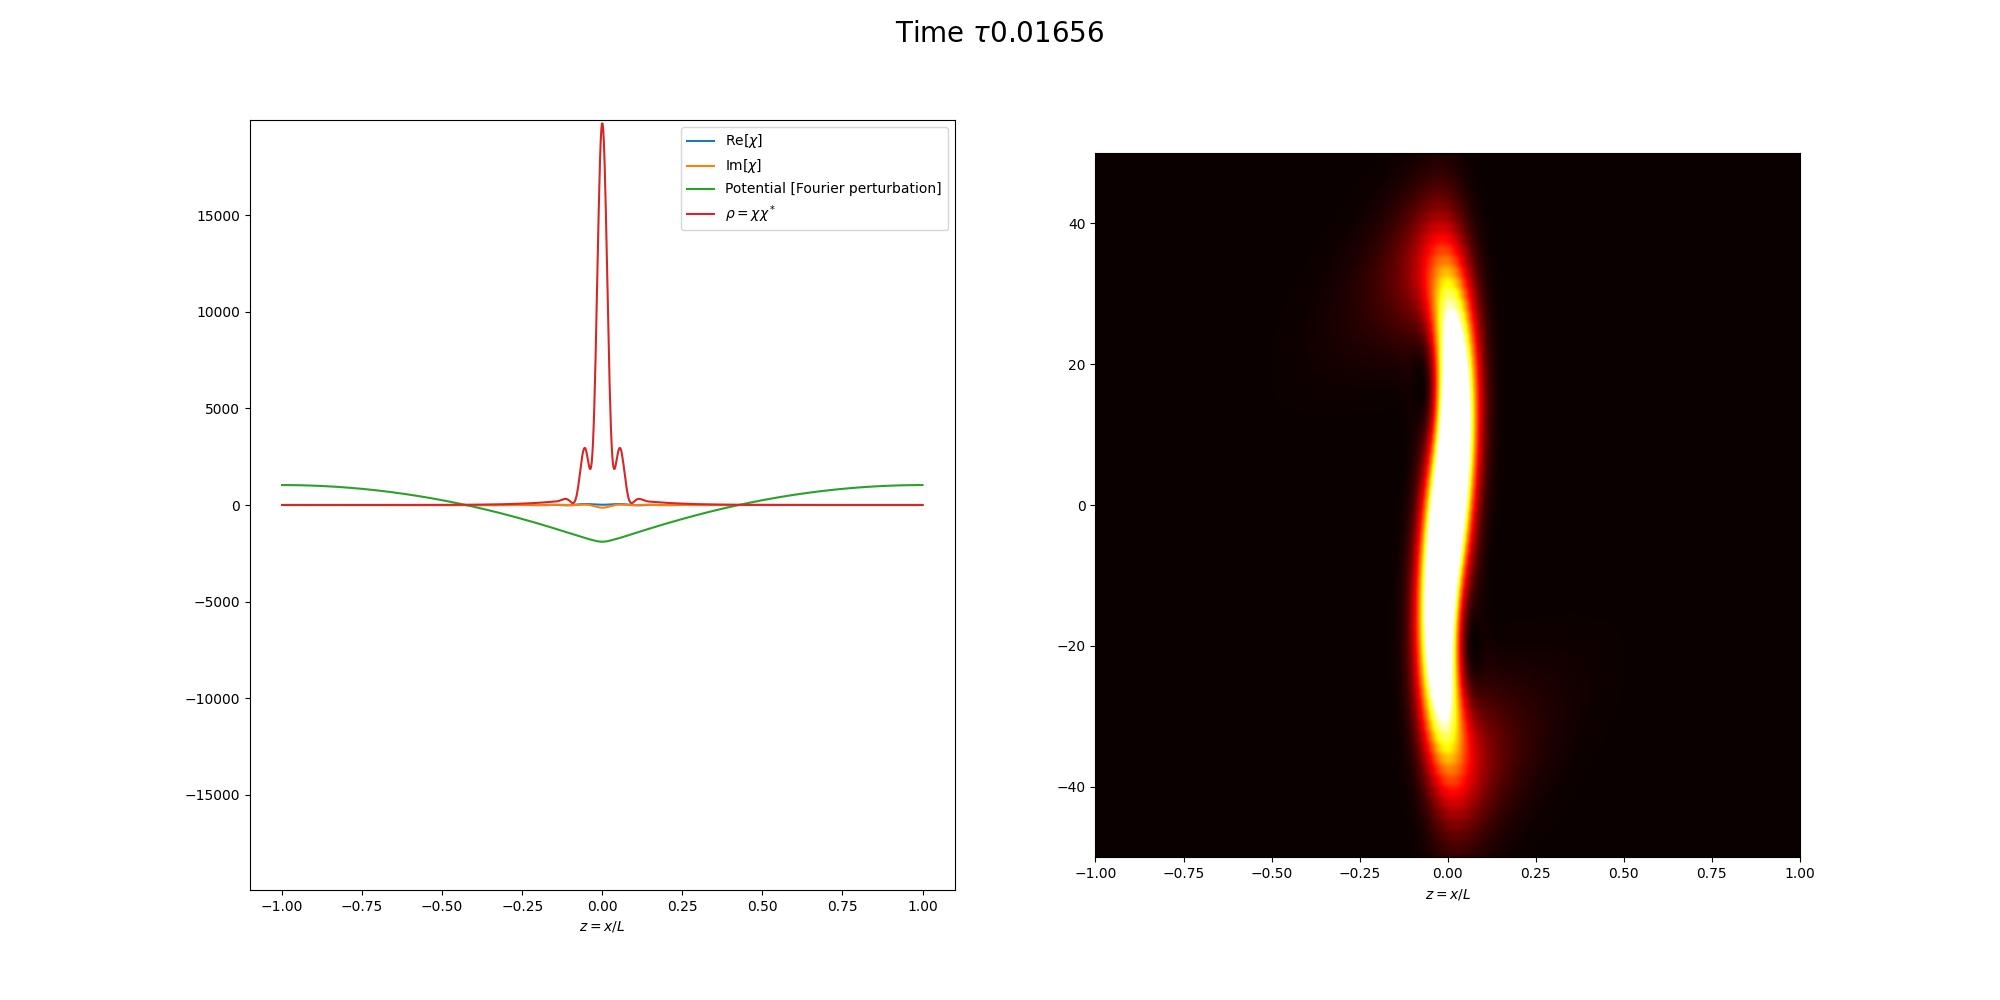 Time τ0.01656
Re[χ]
Im[χ]
Potential [Fourier perturbation]
ρ = χχ*
15000
10000
5000
0
−5000
−10000
−15000
−1.00 −0.75 −0.50 −0.25 0.00 0.25 0.50 0.75 1.00
z = x/L
40
20
0
−20
−40
−1.00 −0.75 −0.50 −0.25 0.00 0.25 0.50 0.75 1.00
z = x/L